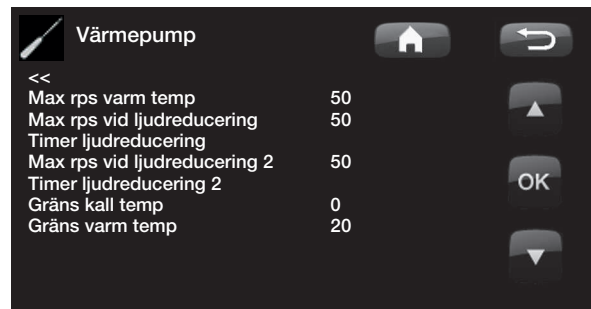 Värmepump
<<
Max rps varm temp 50
Max rps vid ljudreducering 50
Timer ljudreducering
Max rps vid ljudreducering 2 50
Timer ljudreducering 2
Gräns kall temp 0
Gräns varm temp 20
OK